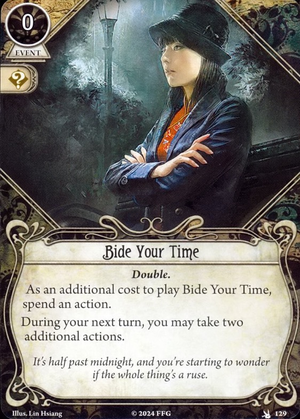 0
EVENT
?
Bide Your Time
Double.
As an additional cost to play Bide Your Time,
spend an action.
During your next turn, you may take two
additional actions.
It's half past midnight, and you're starting to wonder
if the whole thing's a ruse.
Illus. Lin Hsiang
© 2024 FFG
129